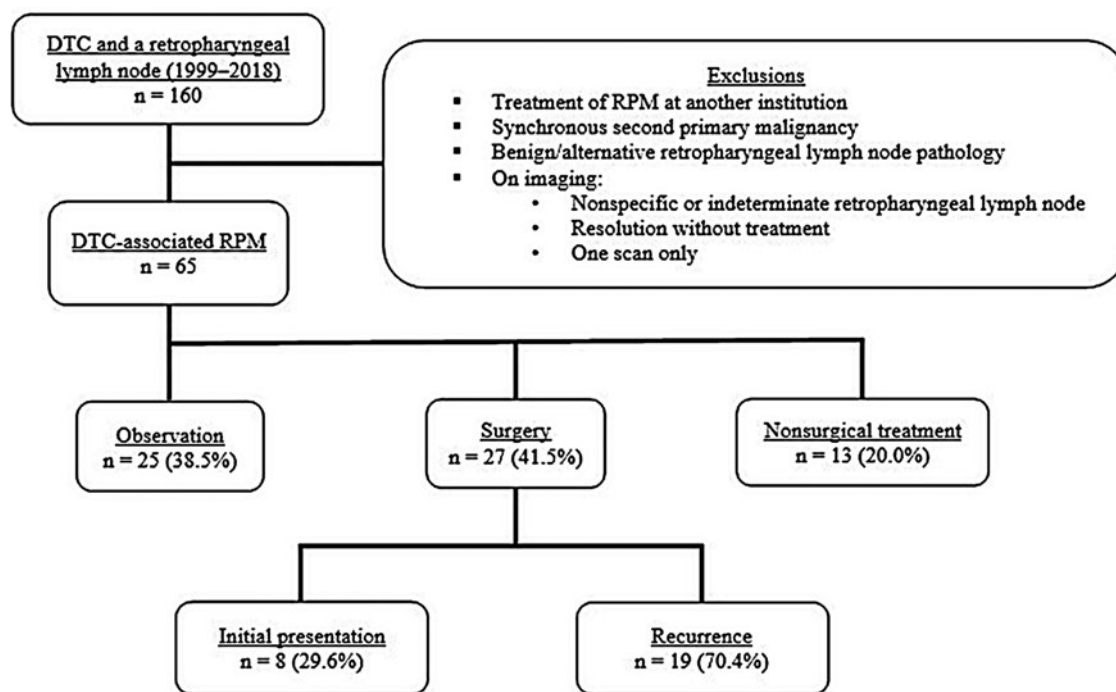 DTC and a retropharyngeal
lymph node (1999–2018)
n = 160
Exclusions
▪ Treatment of RPM at another institution
▪ Synchronous second primary malignancy
▪ Benign/alternative retropharyngeal lymph node pathology
▪ On imaging:
• Nonspecific or indeterminate retropharyngeal lymph node
• Resolution without treatment
• One scan only
DTC-associated RPM
n = 65
Observation
n = 25 (38.5%)
Surgery
n = 27 (41.5%)
Nonsurgical treatment
n = 13 (20.0%)
Initial presentation
n = 8 (29.6%)
Recurrence
n = 19 (70.4%)